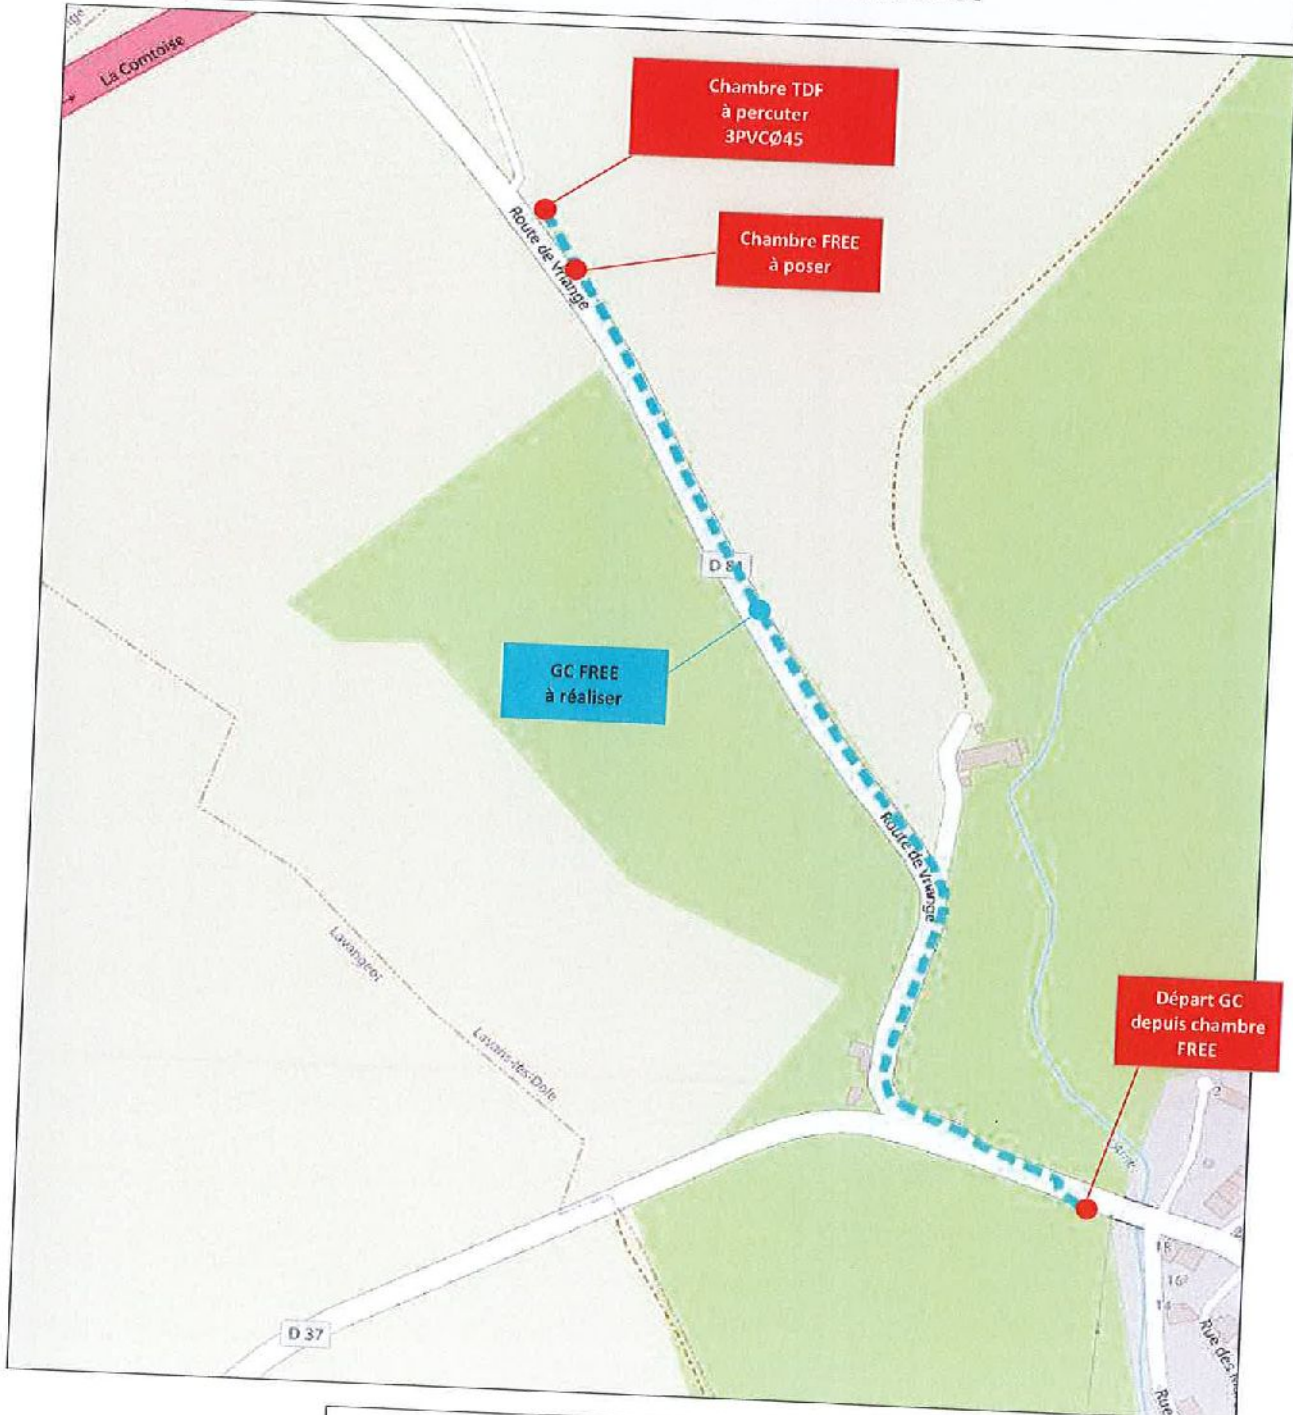 La Comtoise
Chambre TDF
à percuter
3PVCØ45
Route de Vriange
Chambre FREE
à poser
D 81
GC FREE
à réaliser
Route de Vriange
Lavangeot
Lavans-lès-Dole
Départ GC
depuis chambre
FREE
2
18
16
14
D 37
Rue des
Rue